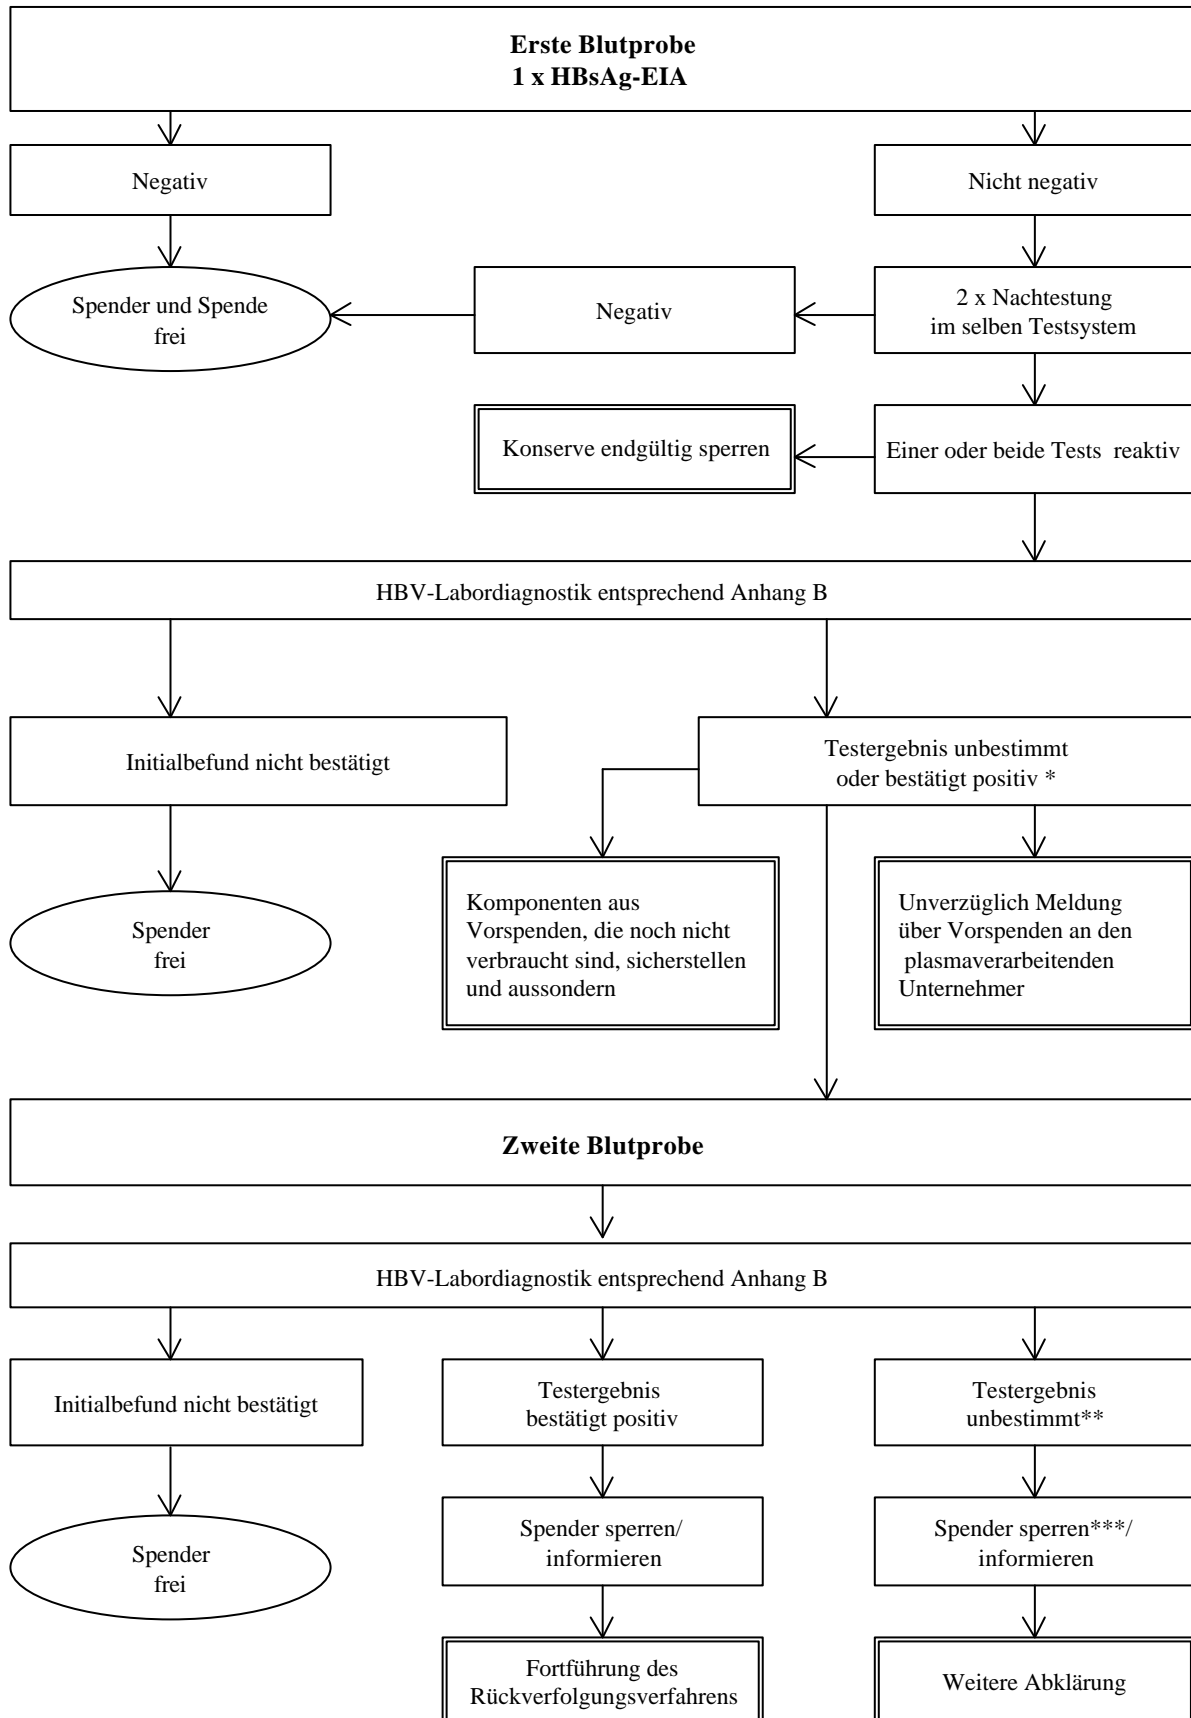 Erste Blutprobe
1 x HBsAg-EIA
Negativ
Nicht negativ
Spender und Spende
frei
Negativ
2 x Nachtestung
im selben Testsystem
Konserve endgültig sperren
Einer oder beide Tests reaktiv
HBV-Labordiagnostik entsprechend Anhang B
Initialbefund nicht bestätigt
Testergebnis unbestimmt
oder bestätigt positiv *
Spender
frei
Komponenten aus
Vorspenden, die noch nicht
verbraucht sind, sicherstellen
und aussondern
Unverzüglich Meldung
über Vorspenden an den
plasmaverarbeitenden
Unternehmer
Zweite Blutprobe
HBV-Labordiagnostik entsprechend Anhang B
Initialbefund nicht bestätigt
Testergebnis
bestätigt positiv
Testergebnis
unbestimmt**
Spender
frei
Spender sperren/
informieren
Spender sperren***/
informieren
Fortführung des
Rückverfolgungsverfahrens
Weitere Abklärung